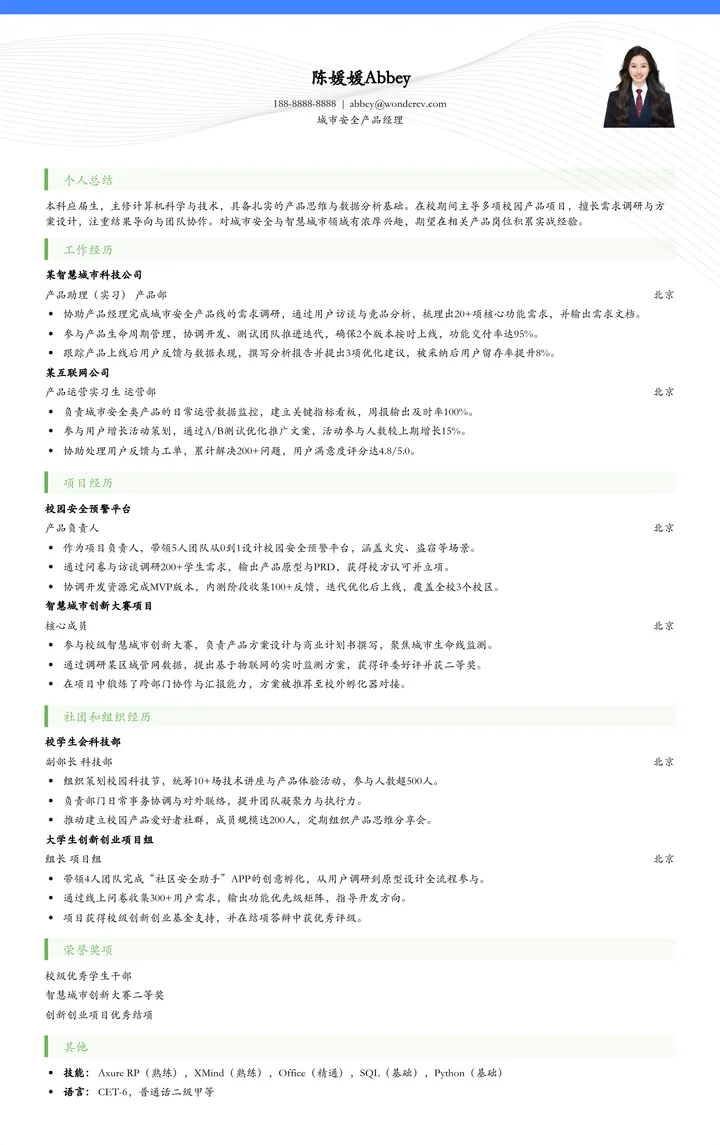 陈媛媛Abbey
188-8888-8888 | abbey@wondercv.com
城市安全产品经理
个人总结
本科应届生，主修计算机科学与技术，具备扎实的产品思维与数据分析基础。在校期间主导多项校园产品项目，擅长需求调研与方
案设计，注重结果导向与团队协作。对城市安全与智慧城市领域有浓厚兴趣，期望在相关产品岗位积累实战经验。
工作经历
某智慧城市科技公司
产品助理（实习） 产品部 北京
• 协助产品经理完成城市安全产品线的需求调研，通过用户访谈与竞品分析，梳理出20+项核心功能需求，并输出需求文档。
• 参与产品生命周期管理，协调开发、测试团队推进迭代，确保2个版本按时上线，功能交付率达95%。
• 跟踪产品上线后用户反馈与数据表现，撰写分析报告并提出3项优化建议，被采纳后用户留存率提升8%。
某互联网公司
产品运营实习生 运营部 北京
• 负责城市安全类产品的日常运营数据监控，建立关键指标看板，周报输出及时率100%。
• 参与用户增长活动策划，通过A/B测试优化推广文案，活动参与人数较上期增长15%。
• 协助处理用户反馈与工单，累计解决200+问题，用户满意度评分达4.8/5.0。
项目经历
校园安全预警平台
产品负责人 北京
• 作为项目负责人，带领5人团队从0到1设计校园安全预警平台，涵盖火灾、盗窃等场景。
• 通过问卷与访谈调研200+学生需求，输出产品原型与PRD，获得校方认可并立项。
• 协调开发资源完成MVP版本，内测阶段收集100+反馈，迭代优化后上线，覆盖全校3个校区。
智慧城市创新大赛项目
核心成员 北京
• 参与校级智慧城市创新大赛，负责产品方案设计与商业计划书撰写，聚焦城市生命线监测。
• 通过调研某区城管网数据，提出基于物联网的实时监测方案，获得评委好评并获二等奖。
• 在项目中锻炼了跨部门协作与汇报能力，方案被推荐至校外孵化器对接。
社团和组织经历
校学生会科技部
副部长 科技部 北京
• 组织策划校园科技节，统筹10+场技术讲座与产品体验活动，参与人数超500人。
• 负责部门日常事务协调与对外联络，提升团队凝聚力与执行力。
• 推动建立校园产品爱好者社群，成员规模达200人，定期组织产品思维分享会。
大学生创新创业项目组
组长 项目组 北京
• 带领4人团队完成“社区安全助手”APP的创意孵化，从用户调研到原型设计全流程参与。
• 通过线上问卷收集300+用户需求，输出功能优先级矩阵，指导开发方向。
• 项目获得校级创新创业基金支持，并在结项答辩中获优秀评级。
荣誉奖项
校级优秀学生干部
智慧城市创新大赛二等奖
创新创业项目优秀结项
其他
• 技能： Axure RP（熟练）, XMind（熟练）, Office（精通）, SQL（基础）, Python（基础）
• 语言： CET-6，普通话二级甲等